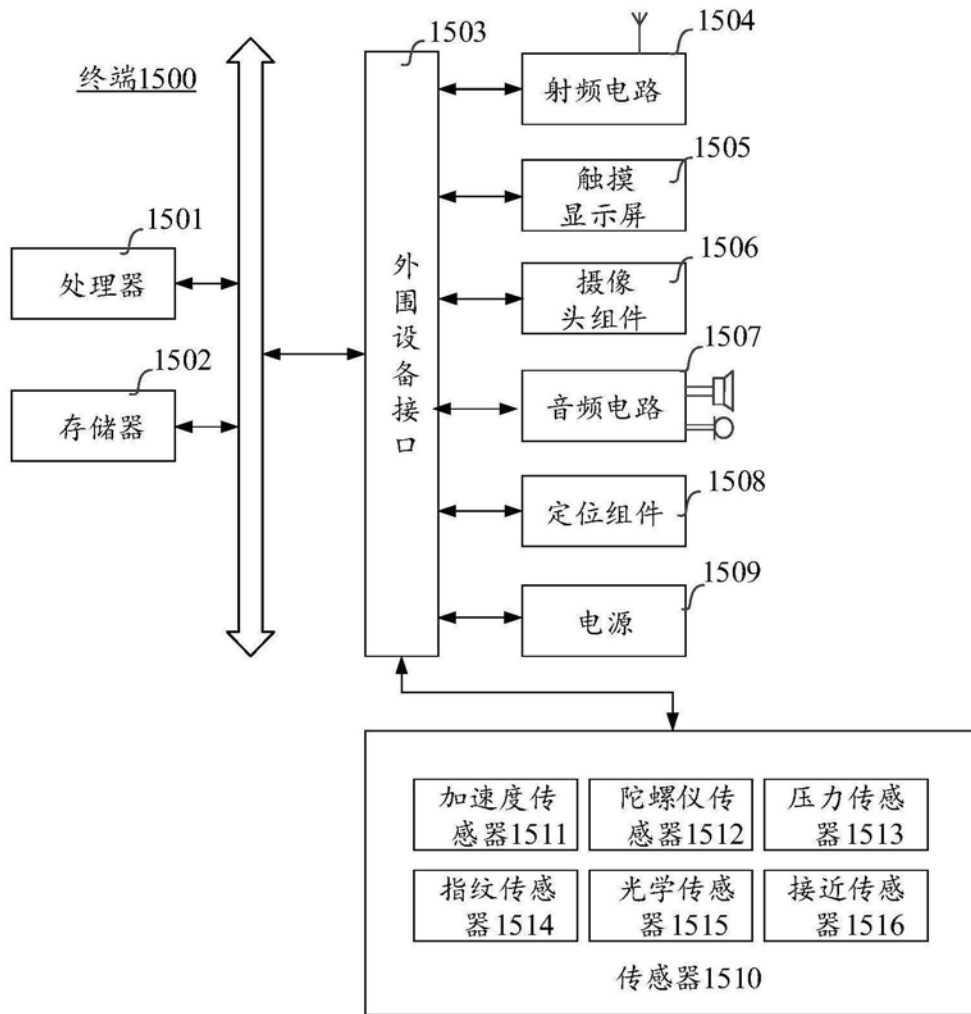 终端1500
1501
处理器
1502
存储器
1503
外围设备接口
1504
射频电路
1505
触摸
显示屏
1506
摄像
头组件
1507
音频电路
1508
定位组件
1509
电源
加速度传
感器1511
陀螺仪传
感器1512
压力传感
器1513
指纹传感
器1514
光学传感
器1515
接近传感
器1516
传感器1510